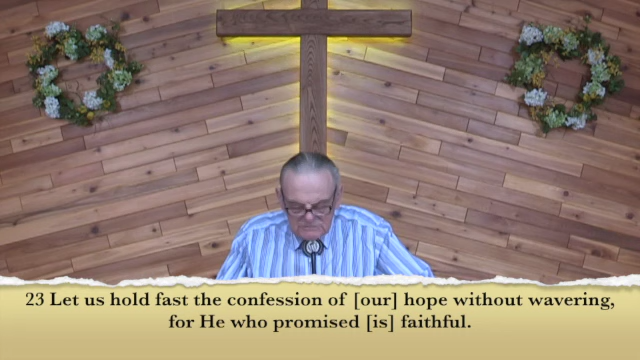 23 Let us hold fast the confession of [our] hope without wavering,
for He who promised [is] faithful.